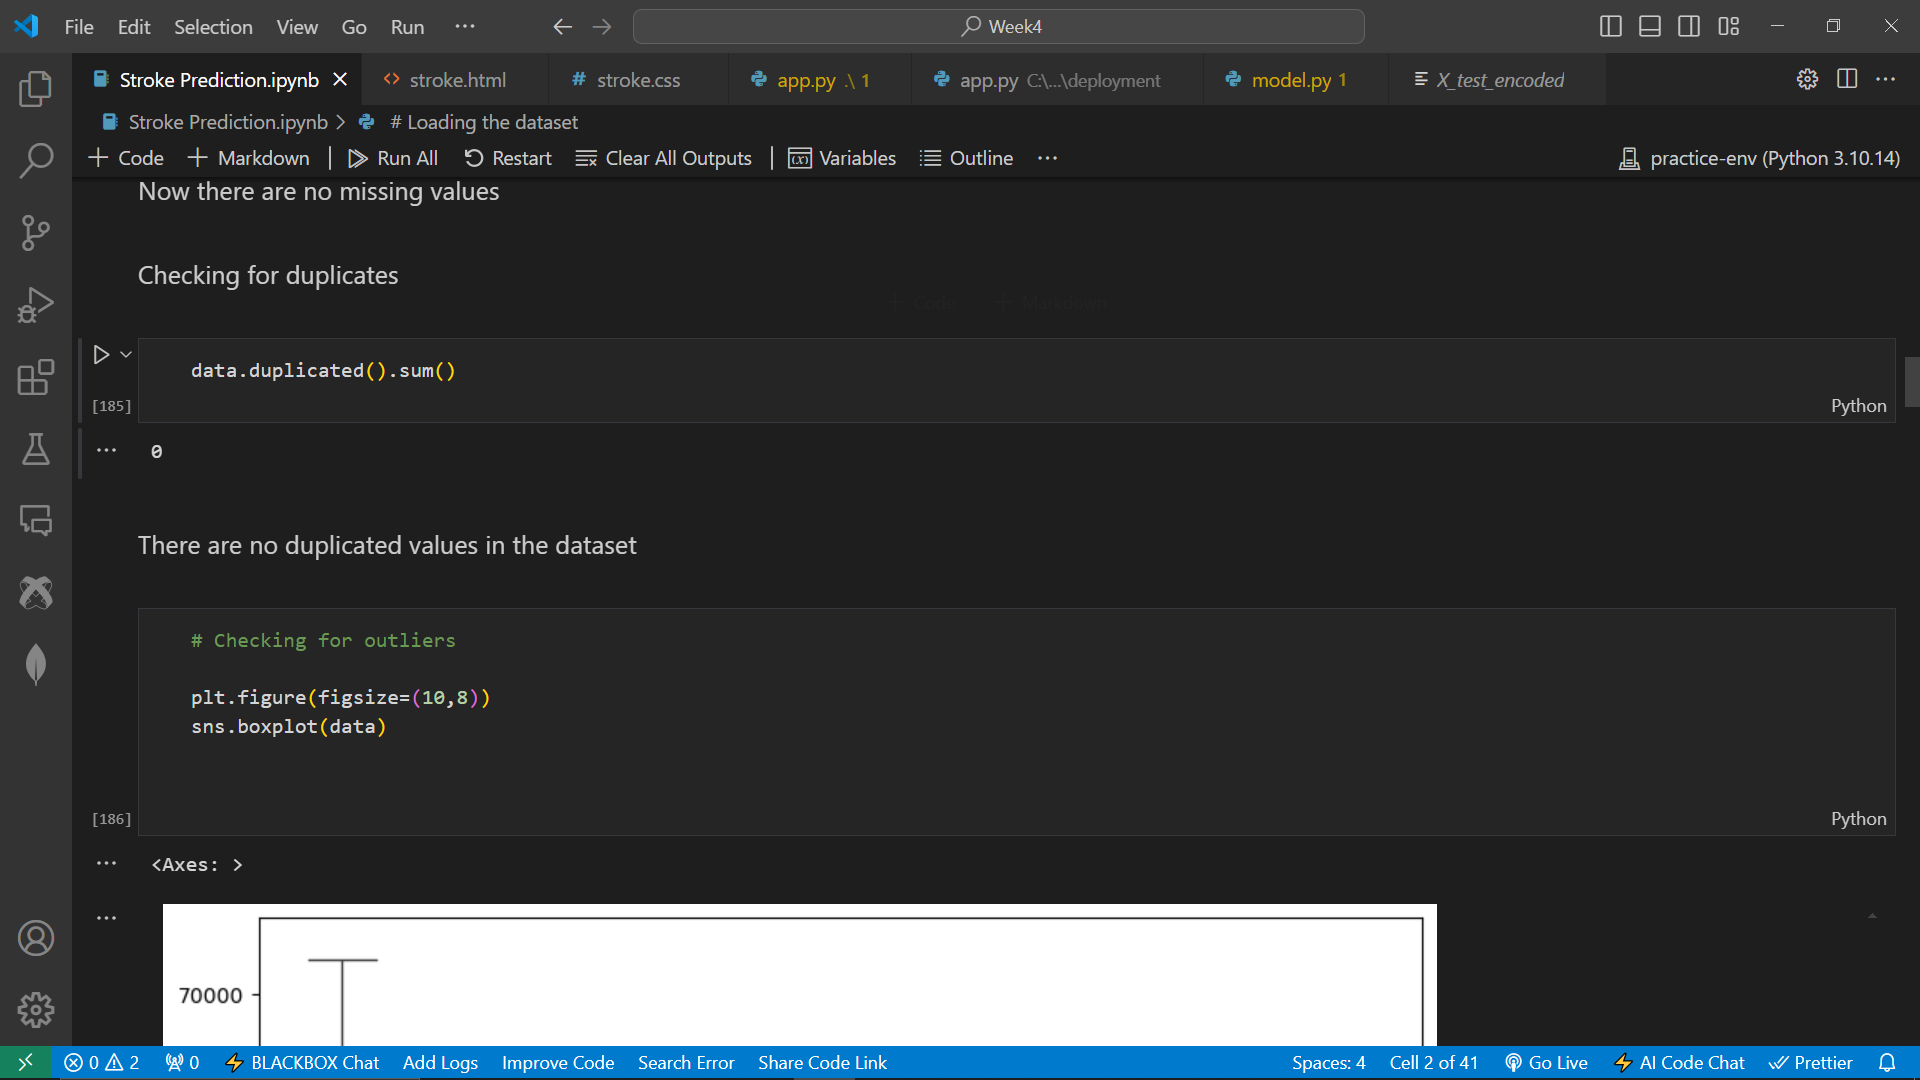 File Edit Selection View Go Run ··· Week4
Stroke Prediction.ipynb stroke.html # stroke.css app.py .\ 1 app.py C:\...\deployment model.py 1 X_test_encoded ···
Stroke Prediction.ipynb > # Loading the dataset
+ Code + Markdown | Run All Restart Clear All Outputs | Variables Outline ··· practice-env (Python 3.10.14)
Now there are no missing values
Checking for duplicates
+ Code + Markdown
data.duplicated().sum()
[185] Python
··· 0
There are no duplicated values in the dataset
# Checking for outliers
plt.figure(figsize=(10,8))
sns.boxplot(data)
[186] Python
··· <Axes: >
···
70000
0 2 0 BLACKBOX Chat Add Logs Improve Code Search Error Share Code Link Spaces: 4 Cell 2 of 41 Go Live AI Code Chat Prettier